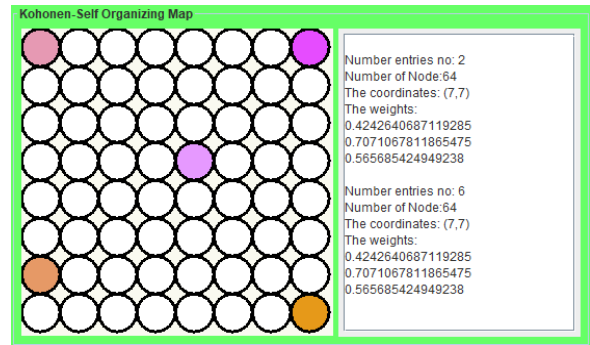 Kohonen-Self Organizing Map
Number entries no: 2
Number of Node:64
The coordinates: (7,7)
The weights:
0.4242640687119285
0.7071067811865475
0.565685424949238
Number entries no: 6
Number of Node:64
The coordinates: (7,7)
The weights:
0.4242640687119285
0.7071067811865475
0.565685424949238